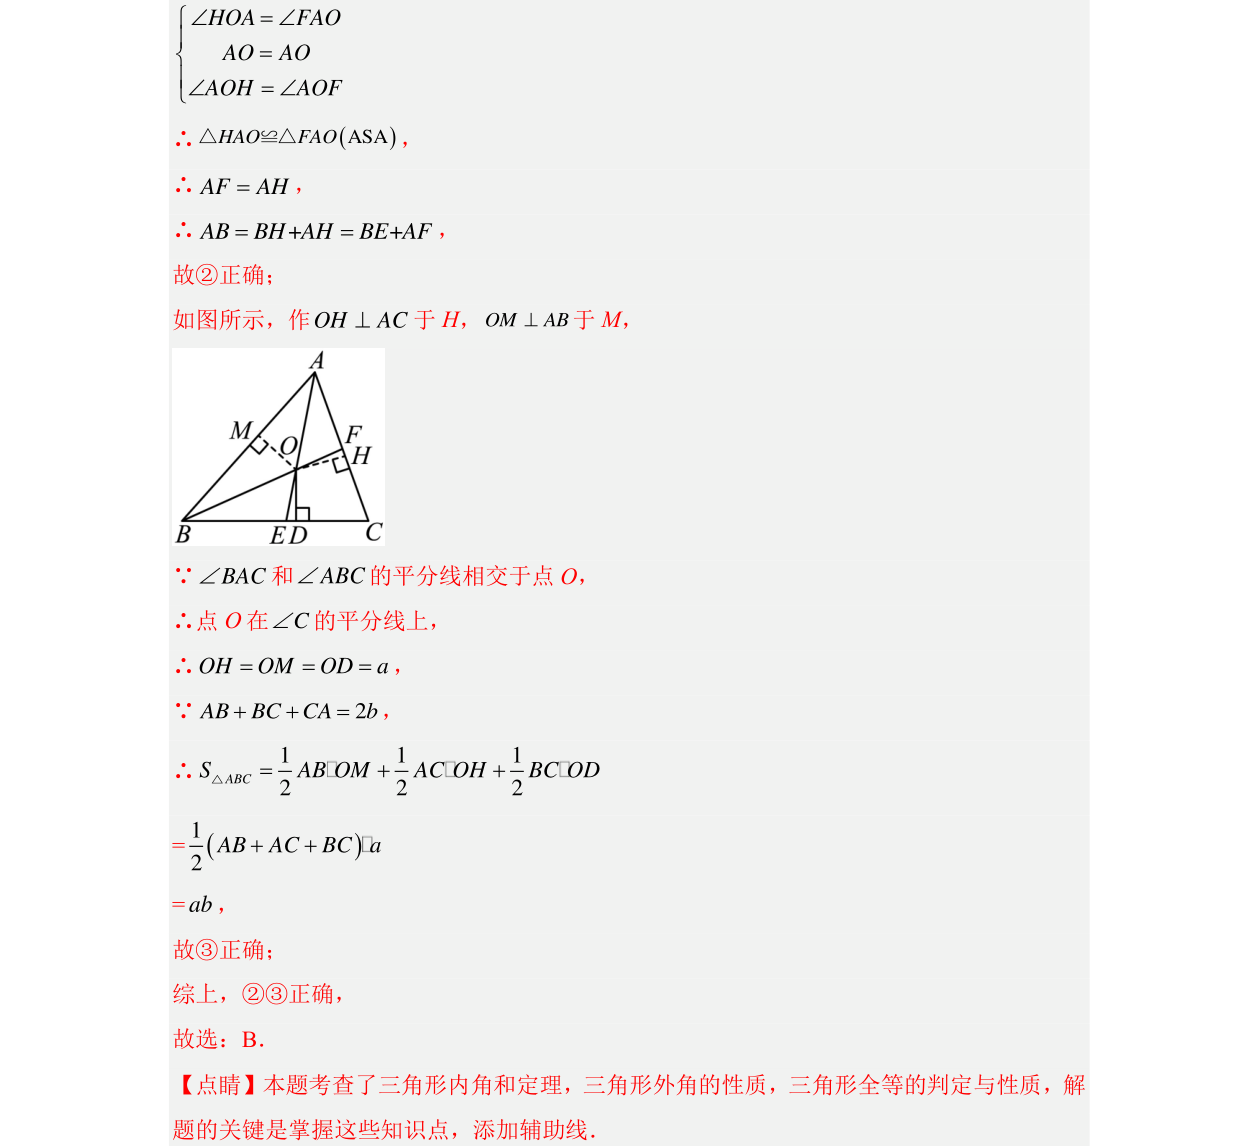 ∠HOA = ∠FAO
AO = AO
∠AOH = ∠AOF
∴ △HAO≌△FAO(ASA)，
∴ AF = AH，
∴ AB = BH+AH = BE+AF，
故②正确；
如图所示，作OH ⊥ AC 于 H，OM ⊥ AB 于 M，
A
M
F
O
H
B
E D
C
∵ ∠BAC 和∠ABC 的平分线相交于点 O，
∴点 O 在∠C 的平分线上，
∴ OH = OM = OD = a，
∵ AB + BC + CA = 2b，
∴ S△ABC = 1/2 AB□OM + 1/2 AC□OH + 1/2 BC□OD
= 1/2 (AB + AC + BC)□a
= ab，
故③正确；
综上，②③正确，
故选：B．
【点睛】本题考查了三角形内角和定理，三角形外角的性质，三角形全等的判定与性质，解
题的关键是掌握这些知识点，添加辅助线．